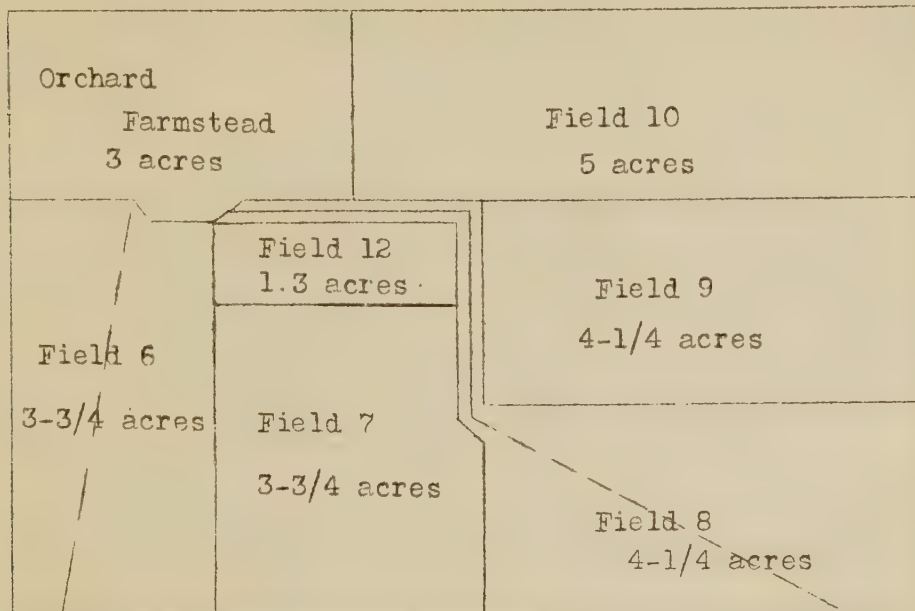 Orchard
Farmstead
3 acres
Field 10
5 acres
Field 12
1.3 acres
Field 9
4-1/4 acres
Field 6
3-3/4 acres
Field 7
3-3/4 acres
Field 8
4-1/4 acres